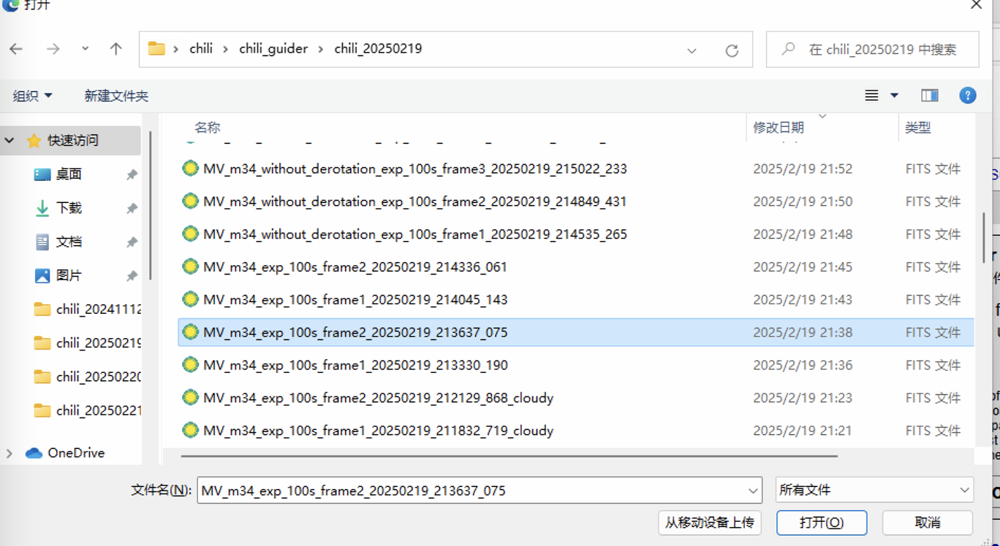 打开
chili › chili_guider › chili_20250219
在 chili_20250219 中搜索
组织 新建文件夹
名称 修改日期 类型
快速访问
桌面
下载
文档
图片
chili_20241112
chili_20250219
chili_2025022
chili_20250221
OneDrive
MV_m34_without_derotation_exp_100s_frame3_20250219_215022_233 2025/2/19 21:52 FITS 文件
MV_m34_without_derotation_exp_100s_frame2_20250219_214849_431 2025/2/19 21:50 FITS 文件
MV_m34_without_derotation_exp_100s_frame1_20250219_214535_265 2025/2/19 21:48 FITS 文件
MV_m34_exp_100s_frame2_20250219_214336_061 2025/2/19 21:45 FITS 文件
MV_m34_exp_100s_frame1_20250219_214045_143 2025/2/19 21:43 FITS 文件
MV_m34_exp_100s_frame2_20250219_213637_075 2025/2/19 21:38 FITS 文件
MV_m34_exp_100s_frame1_20250219_213330_190 2025/2/19 21:36 FITS 文件
MV_m34_exp_100s_frame2_20250219_212129_868_cloudy 2025/2/19 21:23 FITS 文件
MV_m34_exp_100s_frame1_20250219_211832_719_cloudy 2025/2/19 21:21 FITS 文件
文件名(N): MV_m34_exp_100s_frame2_20250219_213637_075 所有文件
从移动设备上传 打开(O) 取消